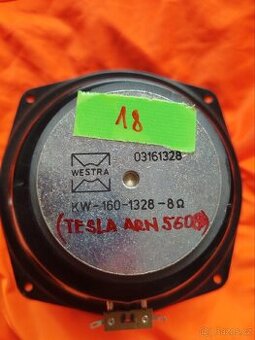 18
03161328
WESTRA
KW-160-1328-8Ω
(TESLA ARN 5608)